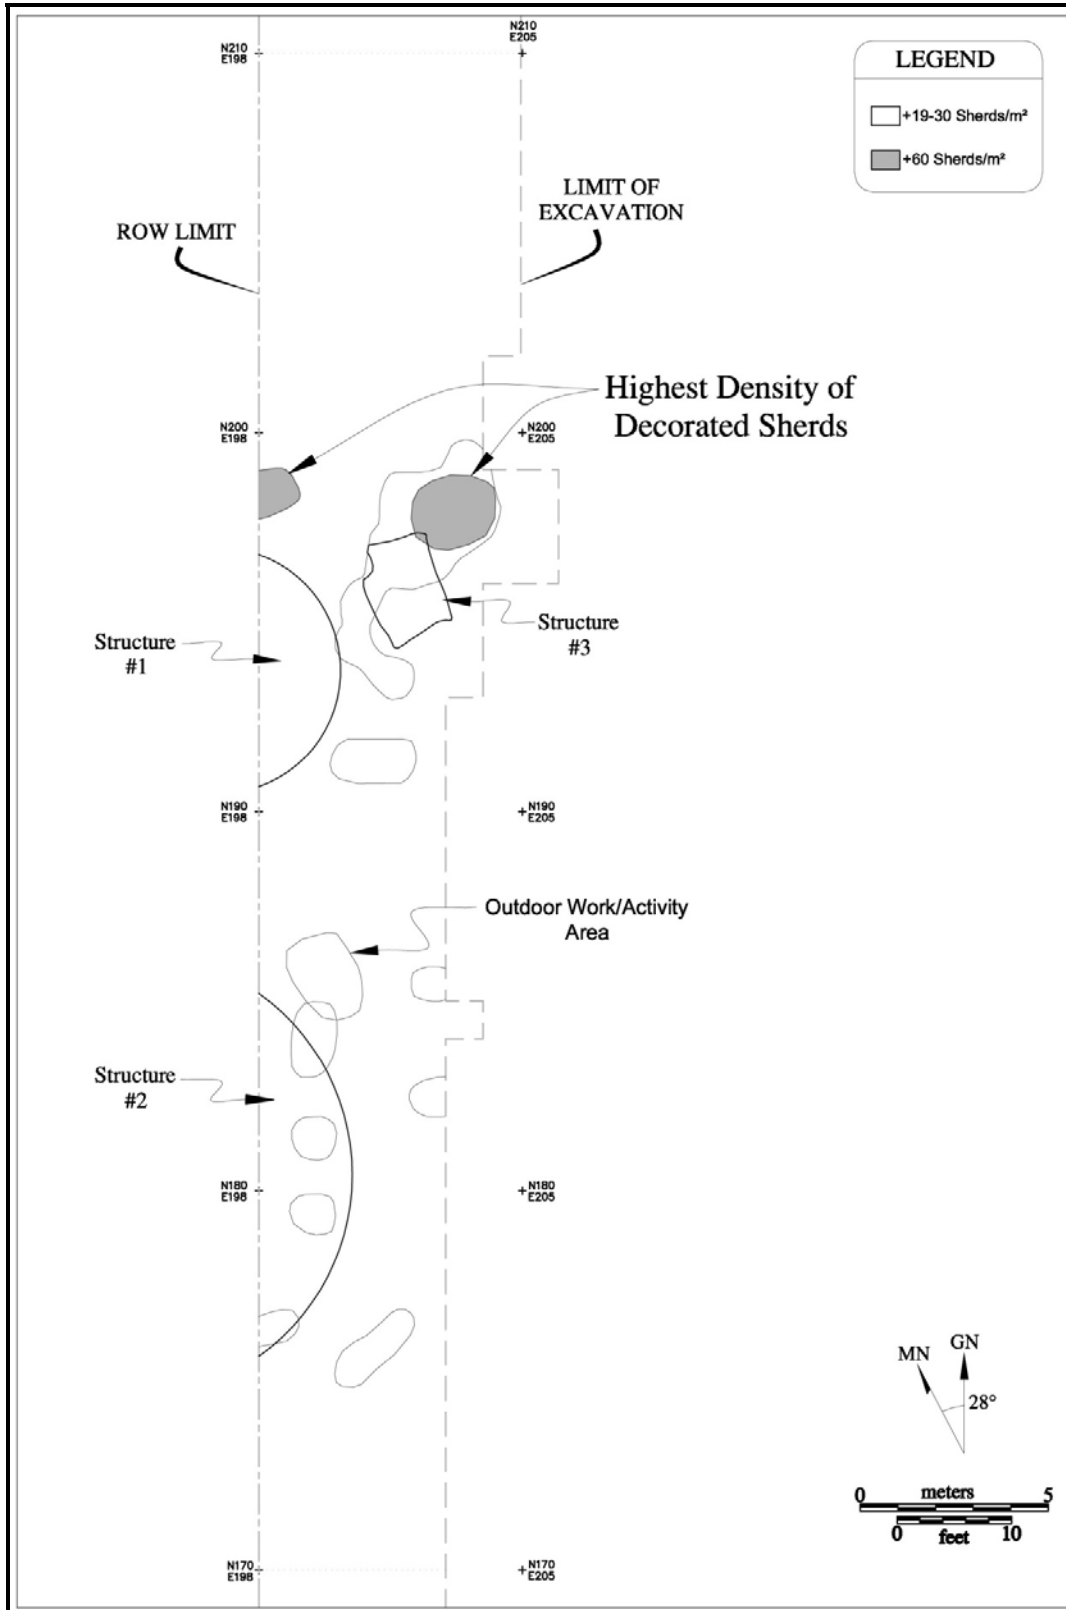 N210
E205
N210
E198
LEGEND
+19-30 Sherds/m²
+60 Sherds/m²
LIMIT OF
EXCAVATION
ROW LIMIT
Highest Density of
Decorated Sherds
N200
E198
N200
E205
Structure
#3
Structure
#1
N190
E198
N190
E205
Outdoor Work/Activity
Area
Structure
#2
N180
E198
N180
E205
MN
GN
28°
0 meters 5
0 feet 10
N170
E198
N170
E205